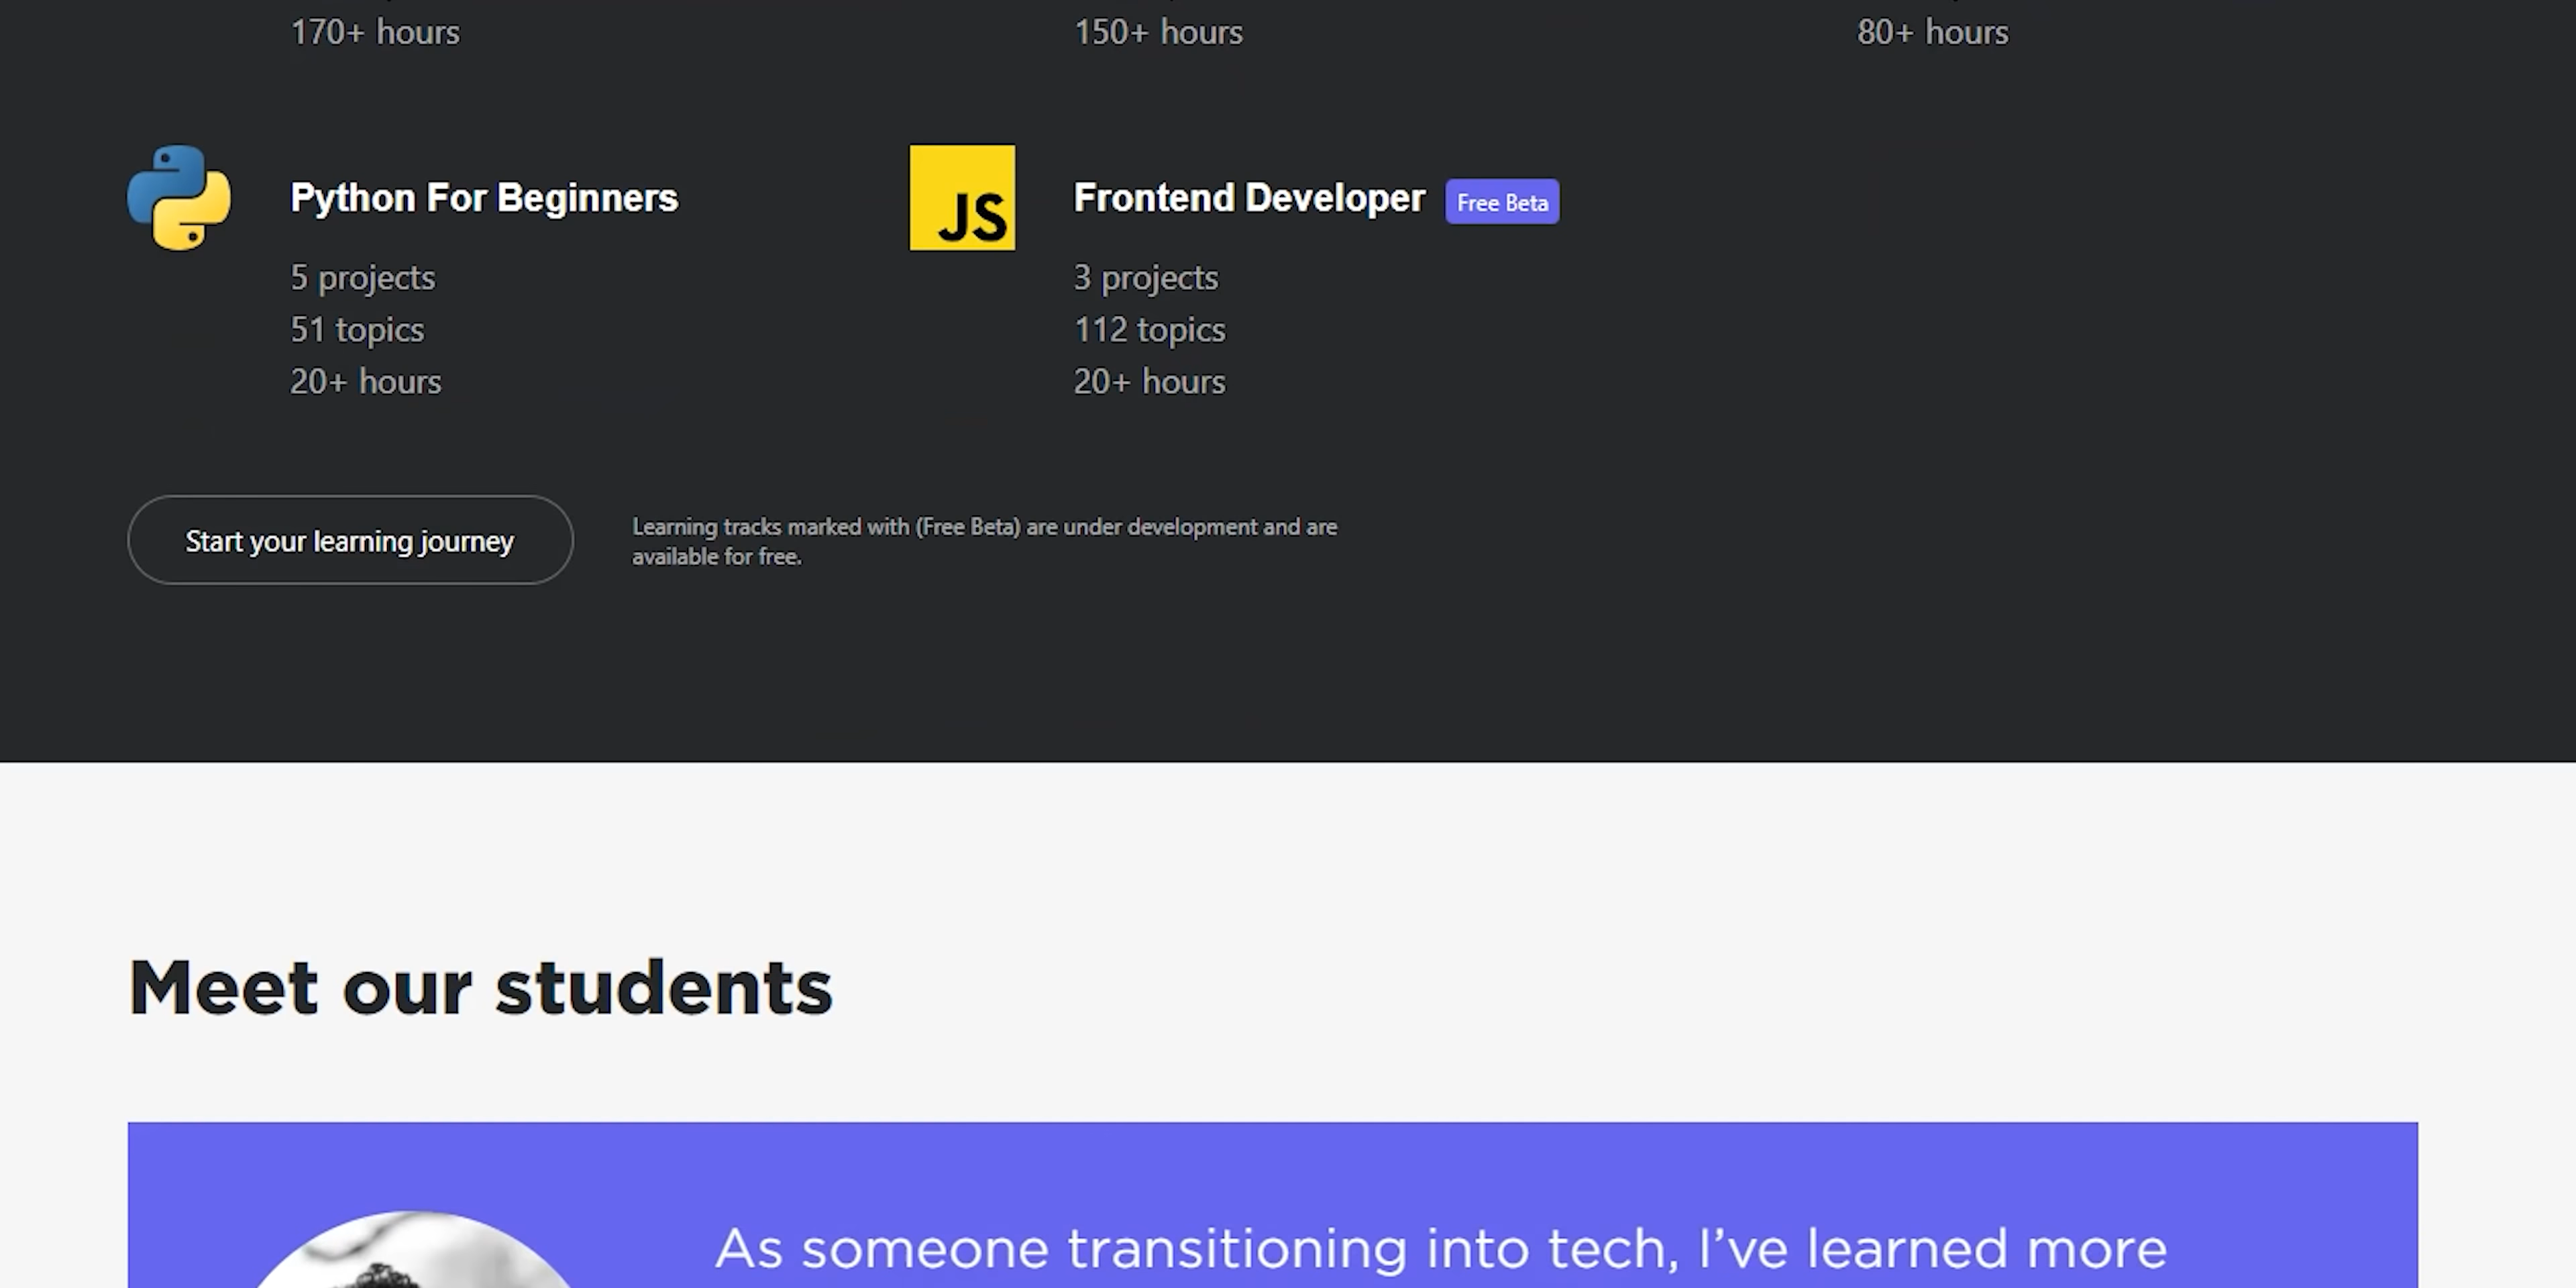 170+ hours
150+ hours
80+ hours
Python For Beginners
5 projects
51 topics
20+ hours
JS
Frontend Developer
Free Beta
3 projects
112 topics
20+ hours
Start your learning journey
Learning tracks marked with (Free Beta) are under development and are
available for free.
Meet our students
As someone transitioning into tech, I’ve learned more